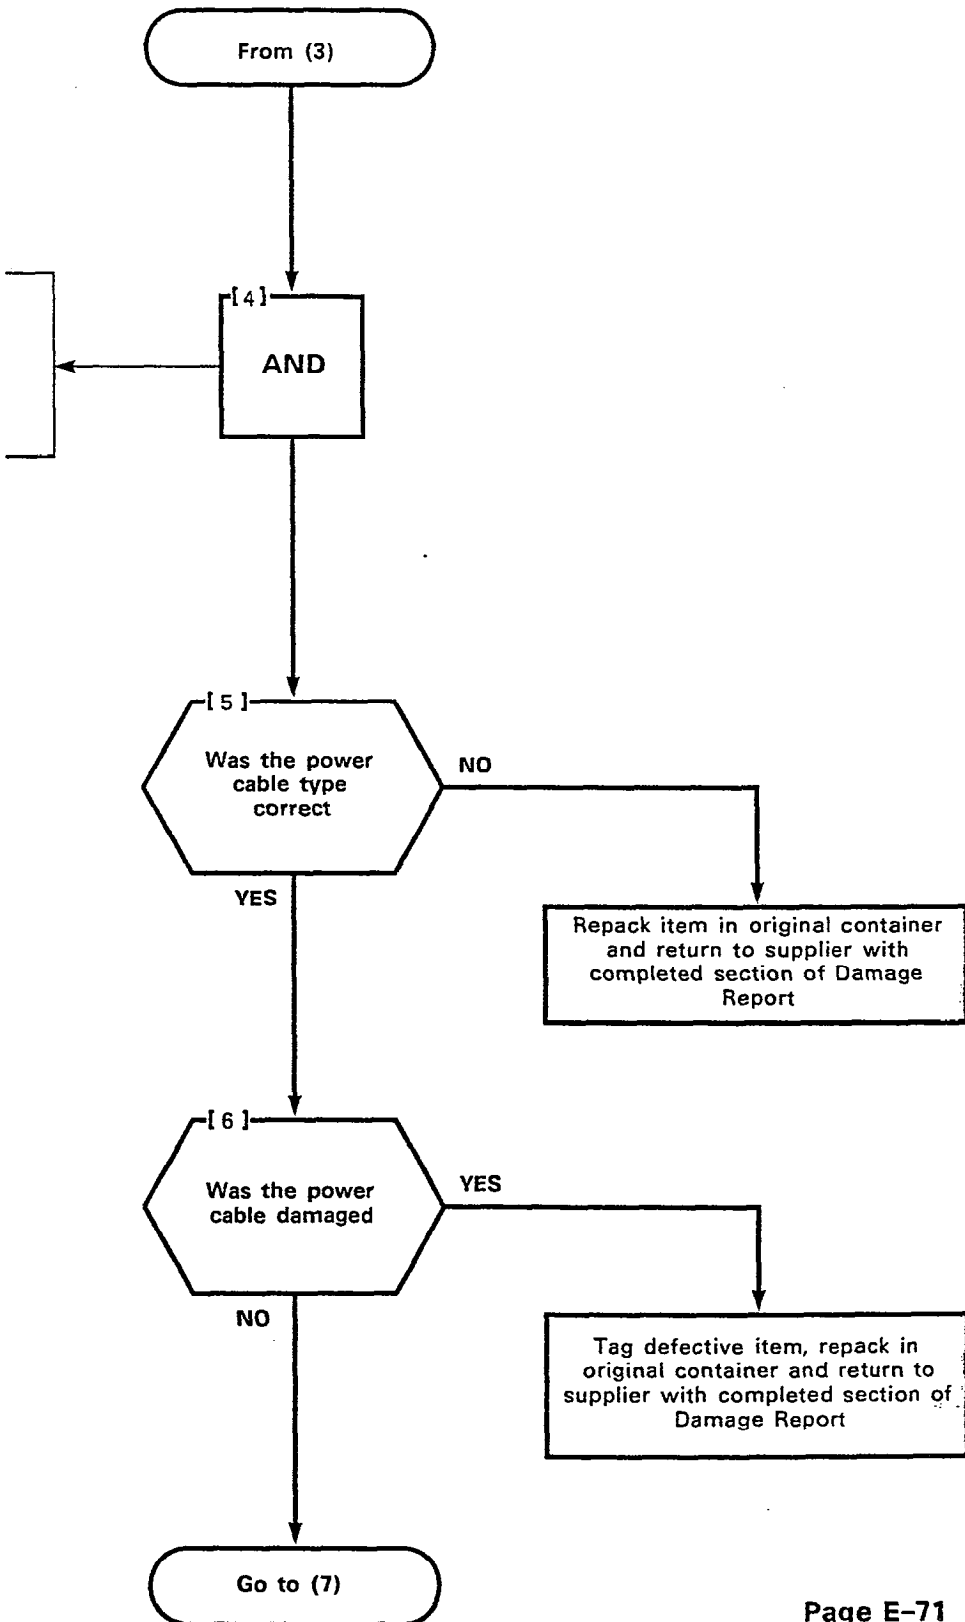 From (3)
[4]
AND
[5]
Was the power
cable type
correct
NO
YES
Repack item in original container
and return to supplier with
completed section of Damage
Report
[6]
Was the power
cable damaged
YES
NO
Tag defective item, repack in
original container and return to
supplier with completed section of
Damage Report
Go to (7)
Page E–71